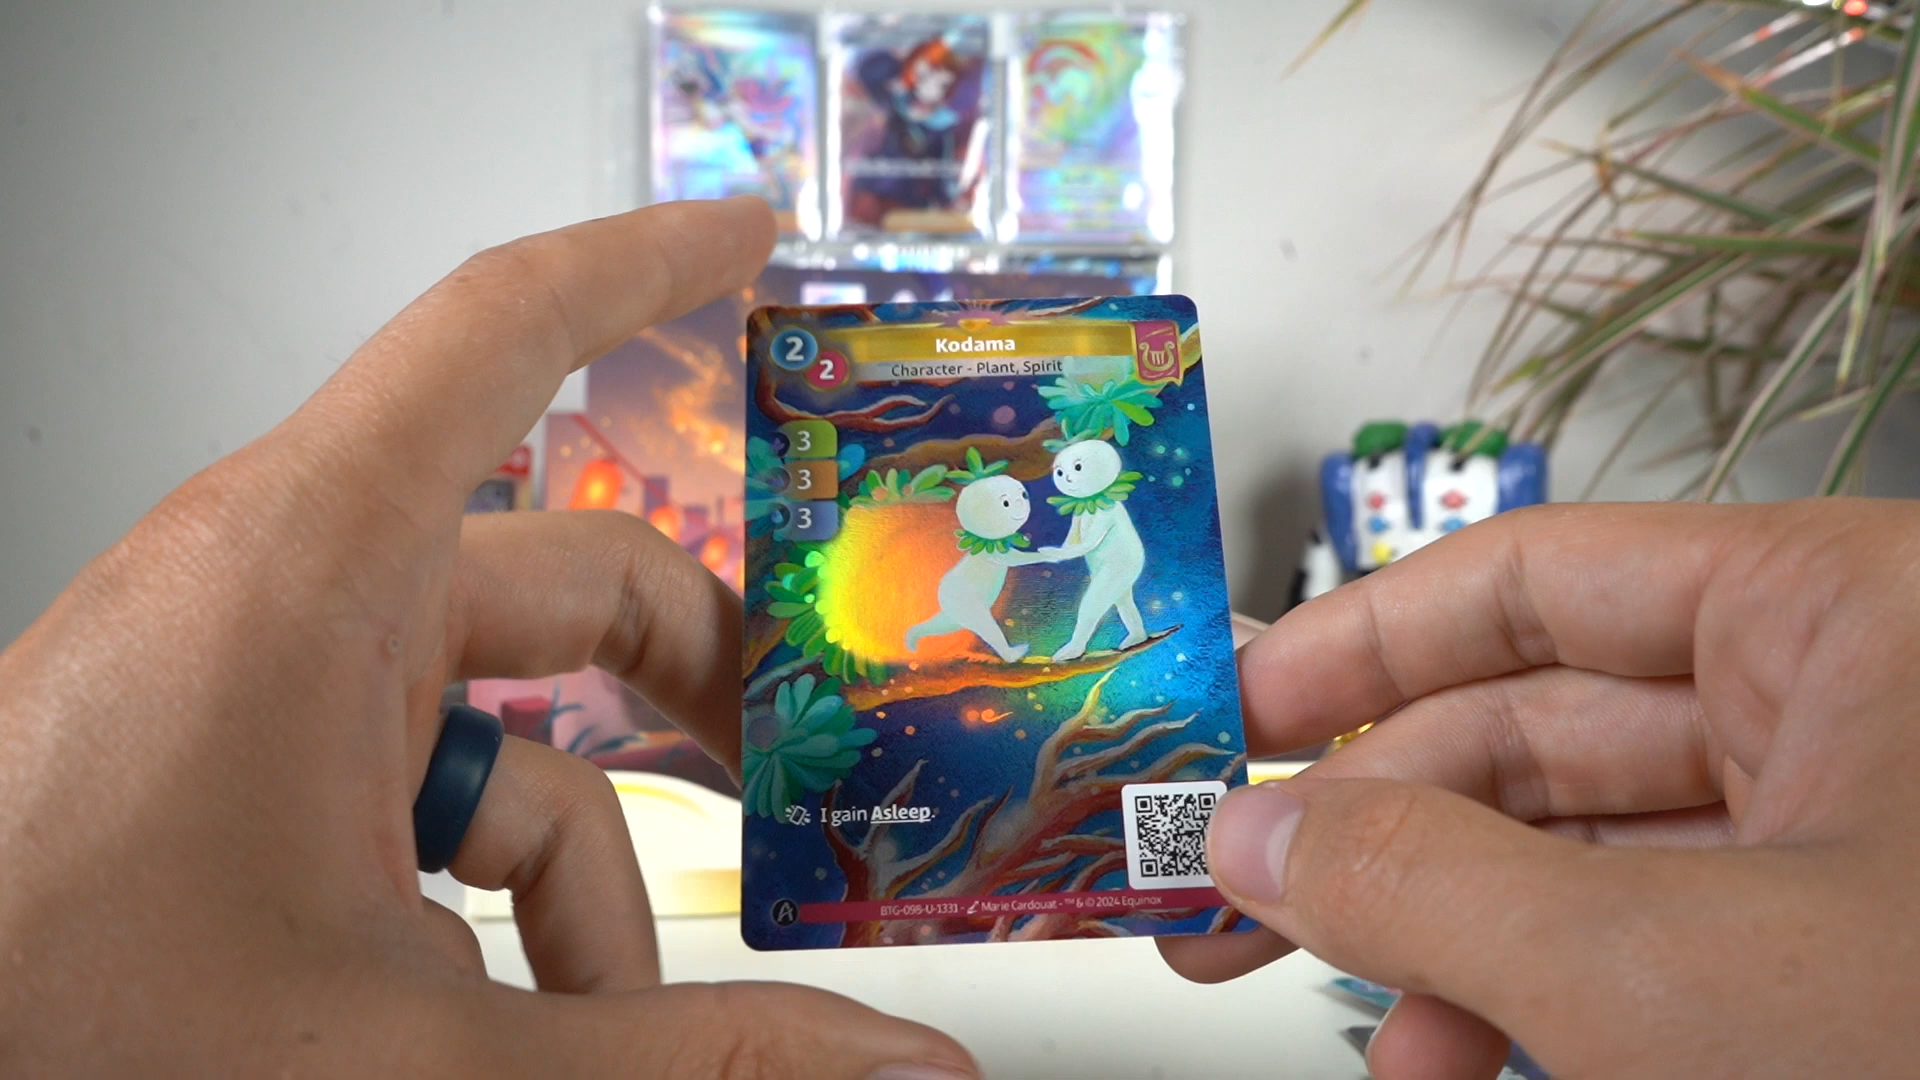 2
Kodama
2
Character - Plant, Spirit
3
3
3
I gain Asleep.
A
BTG-098-U-1331 - Marie Cardouat - ™ & © 2024 Equinox